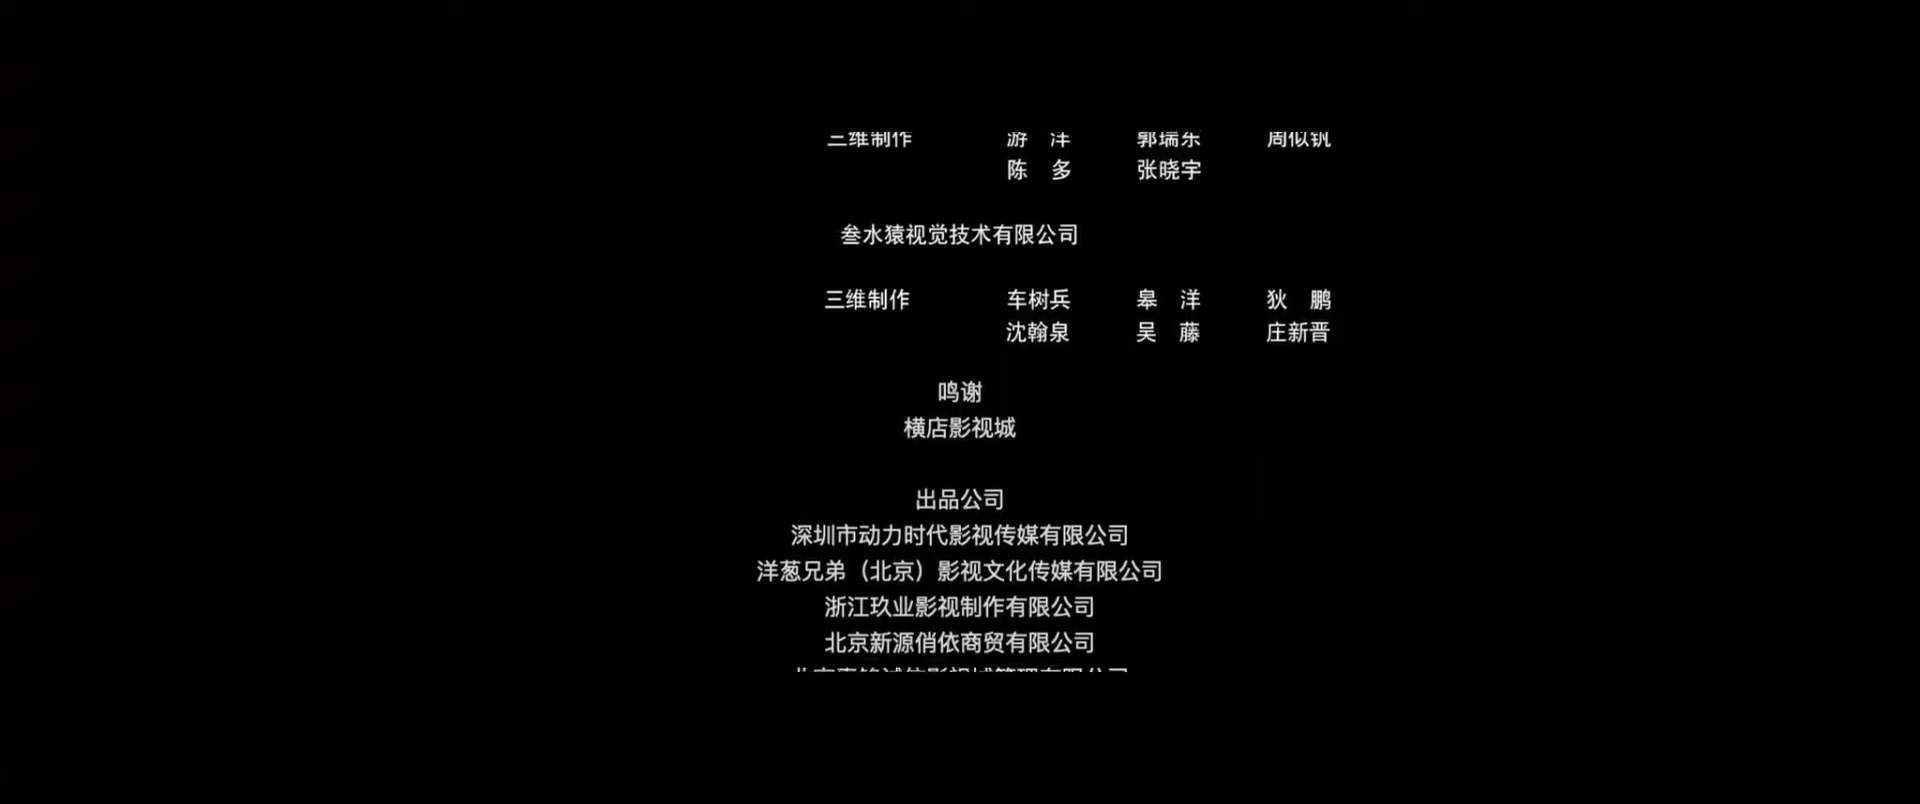 三维制作 游 洋 郭瑞东 周似钒
陈 多 张晓宇
叁水猿视觉技术有限公司
三维制作 车树兵 皋 洋 狄 鹏
沈翰泉 吴 藤 庄新晋
鸣谢
横店影视城
出品公司
深圳市动力时代影视传媒有限公司
洋葱兄弟（北京）影视文化传媒有限公司
浙江玖业影视制作有限公司
北京新源俏依商贸有限公司